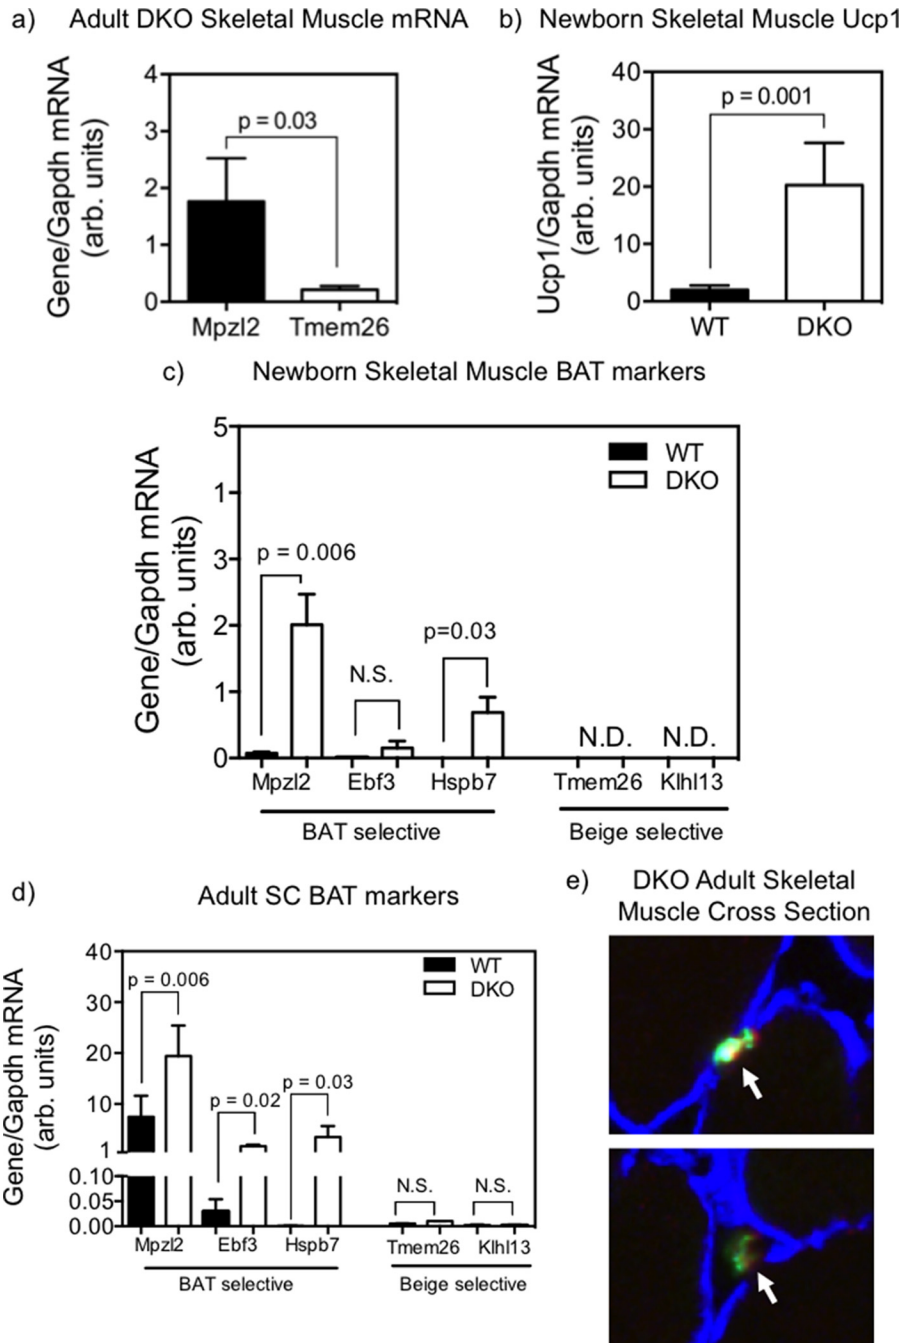 a) Adult DKO Skeletal Muscle mRNA
Gene/Gapdh mRNA
(arb. units)
4
3
2
1
0
p = 0.03
Mpzl2 Tmem26
b) Newborn Skeletal Muscle Ucp1
Ucp1/Gapdh mRNA
(arb. units)
40
30
20
10
0
p = 0.001
WT DKO
c) Newborn Skeletal Muscle BAT markers
Gene/Gapdh mRNA
(arb. units)
5
1
3
2
1
0
WT
DKO
p = 0.006
N.S.
p=0.03
N.D. N.D.
Mpzl2 Ebf3 Hspb7 Tmem26 Klhl13
BAT selective Beige selective
d) Adult SC BAT markers
Gene/Gapdh mRNA
(arb. units)
40
30
20
10
1
0.10
0.05
0.00
WT
DKO
p = 0.006
p = 0.02
p = 0.03
N.S. N.S.
Mpzl2 Ebf3 Hspb7 Tmem26 Klhl13
BAT selective Beige selective
e) DKO Adult Skeletal
Muscle Cross Section